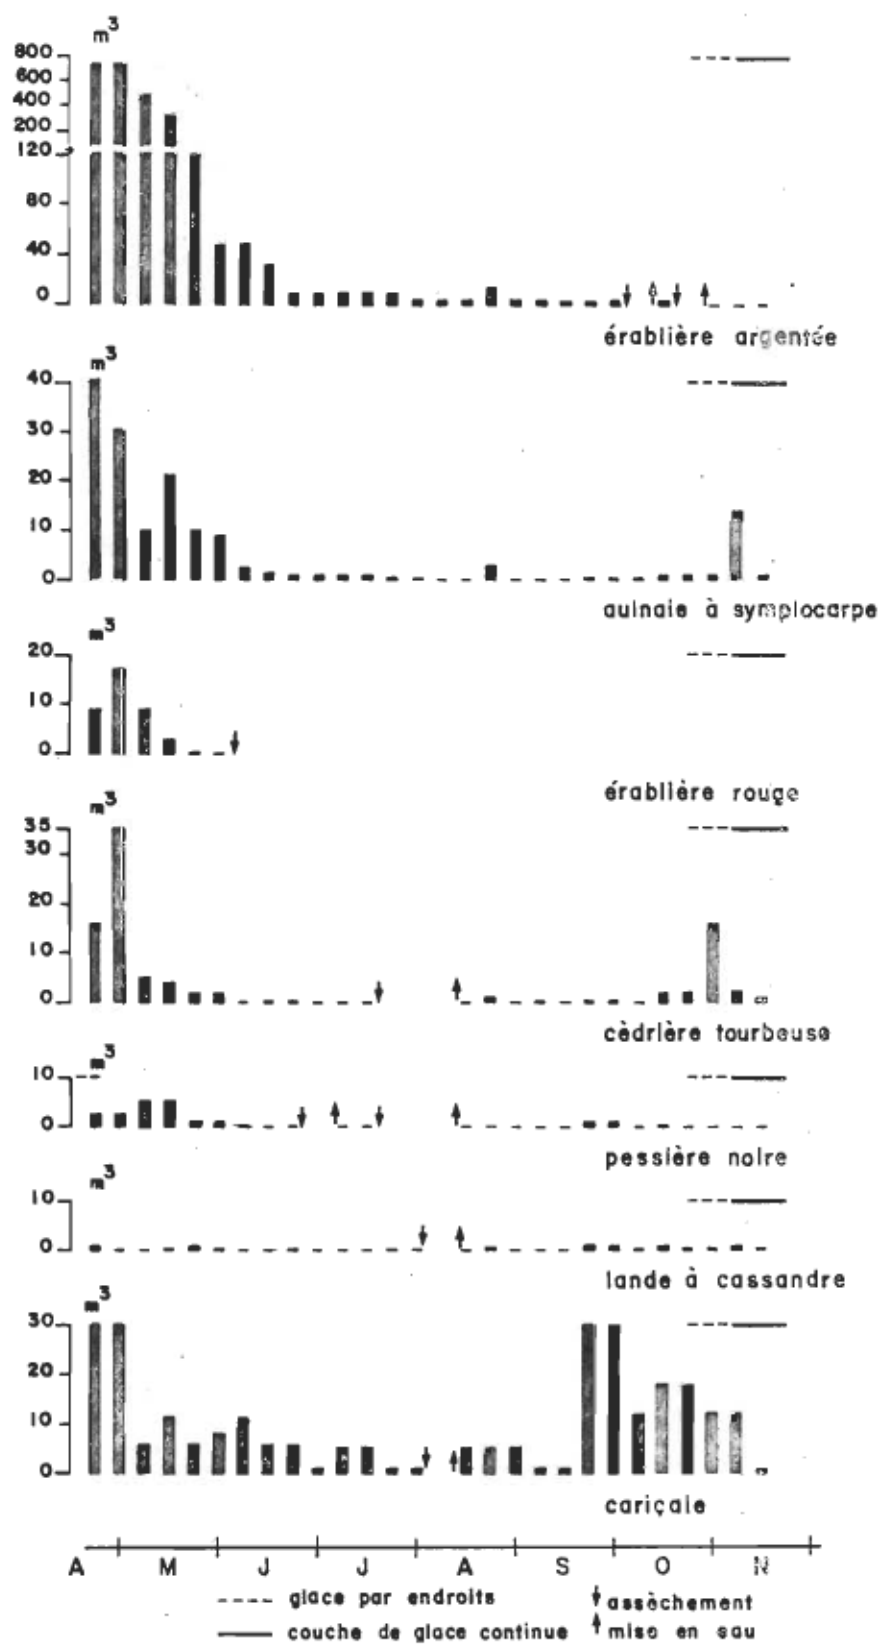 m³
800
600
400
200
120
80
40
0
érablière argentée
m³
40
30
20
10
0
aulnaie à symplocarpe
m³
20
10
0
érablière rouge
m³
35
30
20
10
0
cèdrière tourbeuse
m³
10
0
pessière noire
m³
10
0
lande à cassandre
m³
30
20
10
0
cariçaie
A M J J A S O N
---- glace par endroits ↓ assèchement
—— couche de glace continue ↑ mise en eau